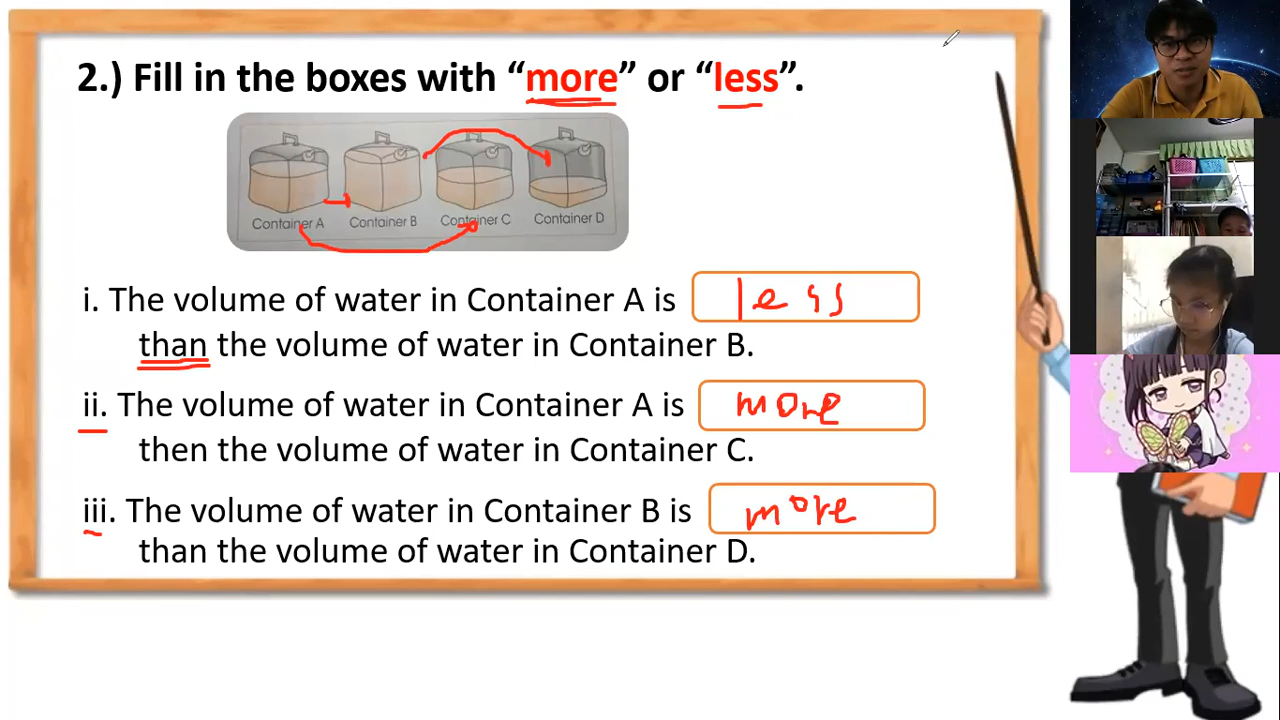 2.) Fill in the boxes with “more” or “less”.
Container A Container B Container C Container D
i. The volume of water in Container A is less
than the volume of water in Container B.
ii. The volume of water in Container A is more
then the volume of water in Container C.
iii. The volume of water in Container B is more
than the volume of water in Container D.